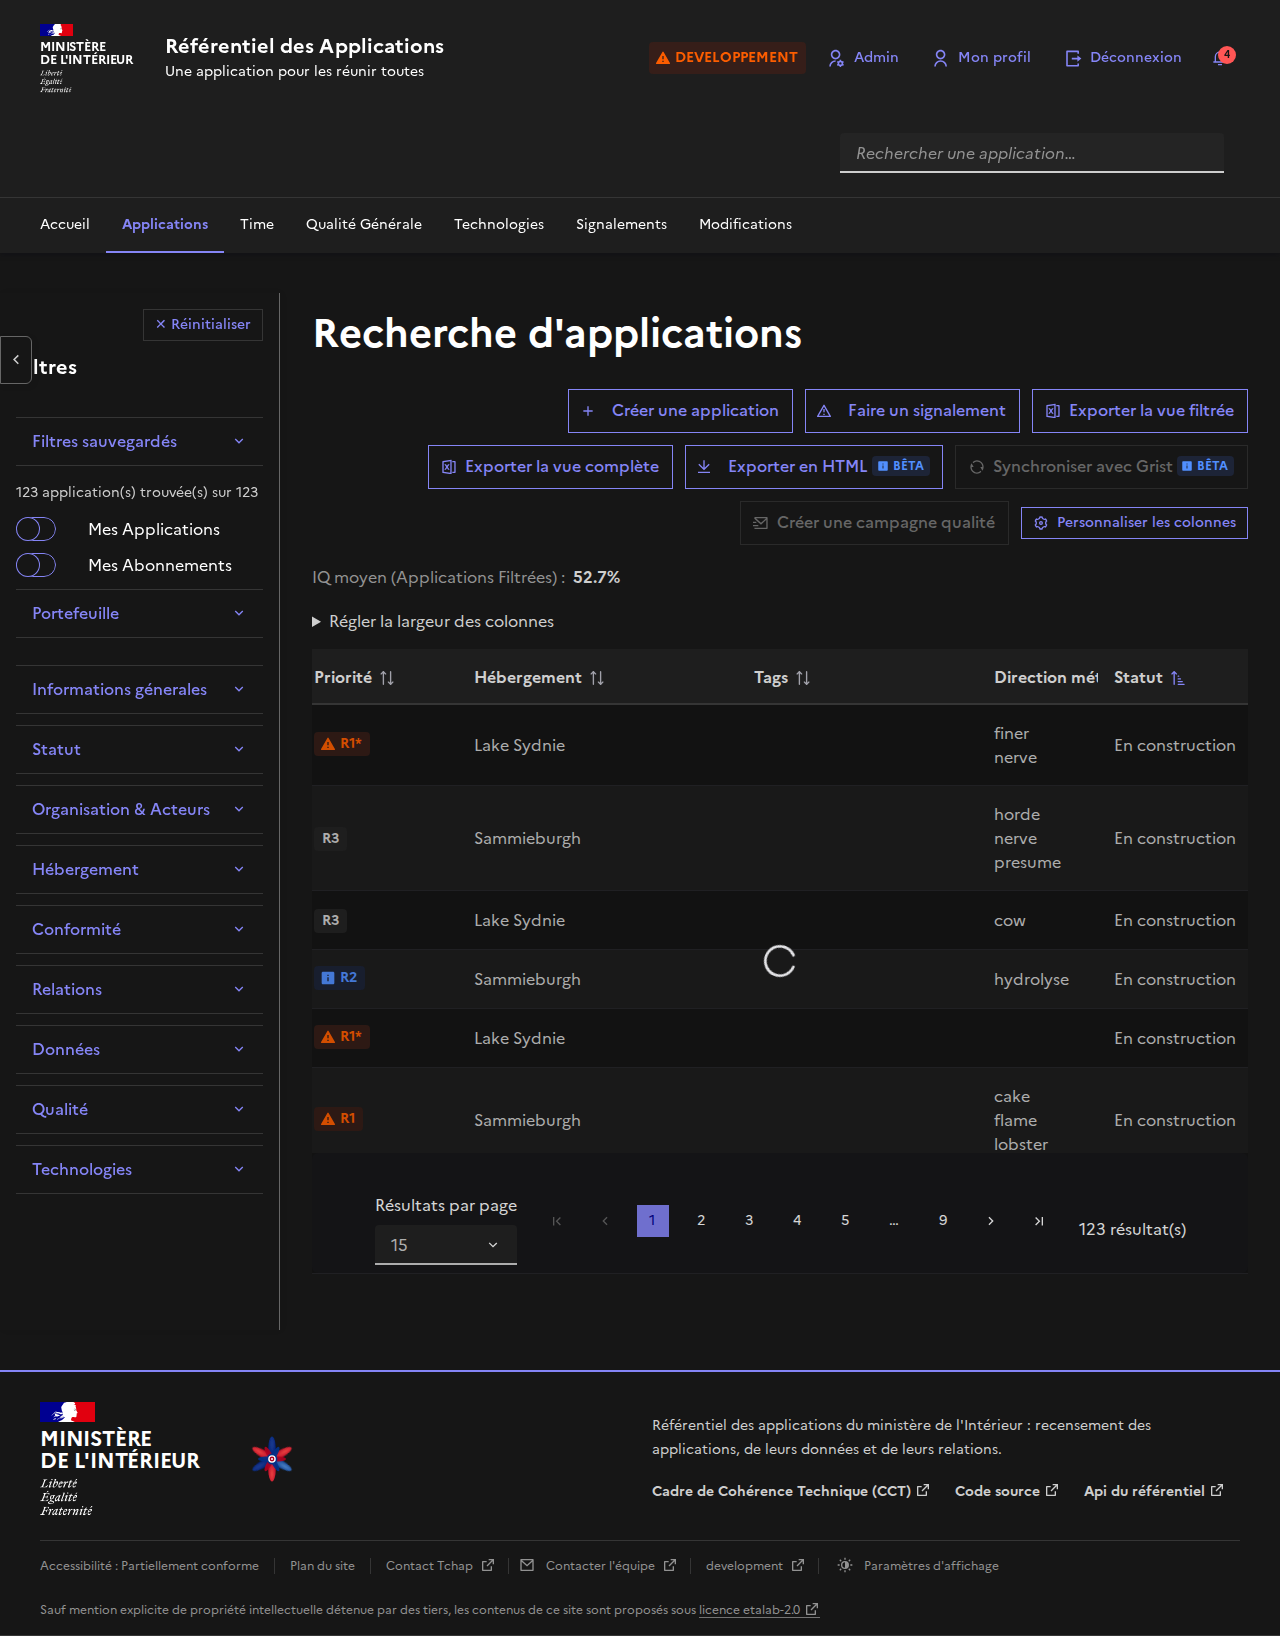 MINISTÈRE
DE L'INTÉRIEUR
Liberté
Égalité
Fraternité
Référentiel des Applications
Une application pour les réunir toutes
DEVELOPPEMENT
Admin
Mon profil
Déconnexion
4
Rechercher une application...
Accueil
Applications
Time
Qualité Générale
Technologies
Signalements
Modifications
Réinitialiser
ltres
Filtres sauvegardés
123 application(s) trouvée(s) sur 123
Mes Applications
Mes Abonnements
Portefeuille
Informations génerales
Statut
Organisation & Acteurs
Hébergement
Conformité
Relations
Données
Qualité
Technologies
Recherche d'applications
Créer une application
Faire un signalement
Exporter la vue filtrée
Exporter la vue complète
Exporter en HTML BÊTA
Synchroniser avec Grist BÊTA
Créer une campagne qualité
Personnaliser les colonnes
IQ moyen (Applications Filtrées) : 52.7%
Régler la largeur des colonnes
Priorité Hébergement Tags Direction mét Statut
R1* Lake Sydnie finer En construction
nerve
R3 Sammieburgh horde En construction
nerve
presume
R3 Lake Sydnie cow En construction
R2 Sammieburgh hydrolyse En construction
R1* Lake Sydnie En construction
R1 Sammieburgh cake En construction
flame
lobster
Résultats par page
15
1 2 3 4 5 … 9
123 résultat(s)
MINISTÈRE
DE L'INTÉRIEUR
Liberté
Égalité
Fraternité
Référentiel des applications du ministère de l'Intérieur : recensement des
applications, de leurs données et de leurs relations.
Cadre de Cohérence Technique (CCT)
Code source
Api du référentiel
Accessibilité : Partiellement conforme
Plan du site
Contact Tchap
Contacter l'équipe
development
Paramètres d'affichage
Sauf mention explicite de propriété intellectuelle détenue par des tiers, les contenus de ce site sont proposés sous licence etalab-2.0